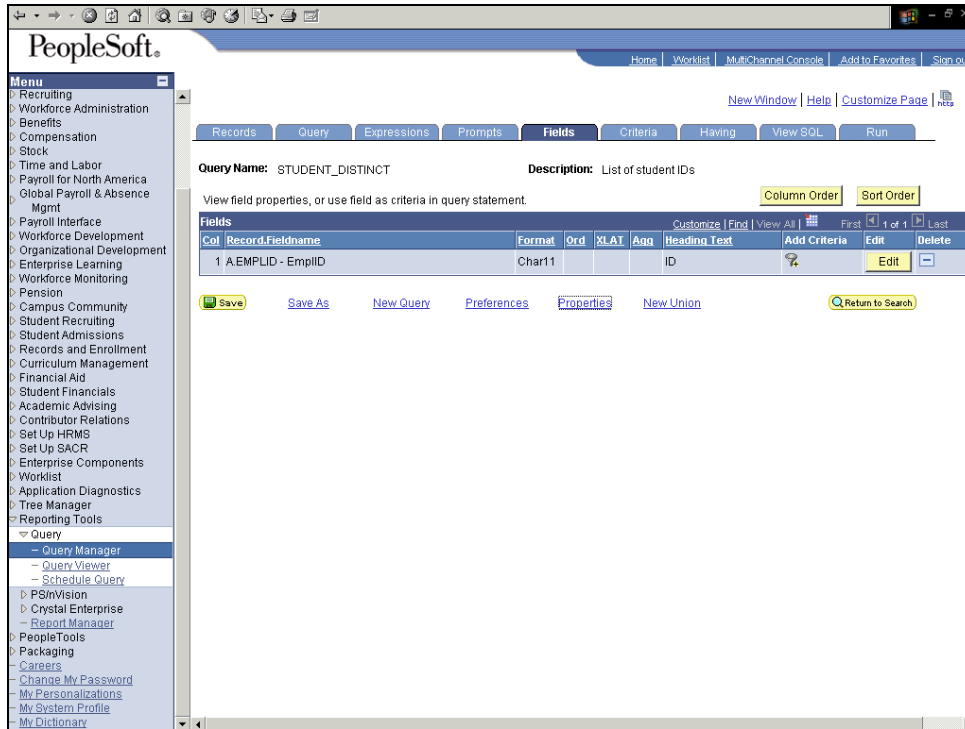 PeopleSoft.
Home | Worklist | MultiChannel Console | Add to Favorites | Sign ou
Menu
Recruiting
Workforce Administration
Benefits
Compensation
Stock
Time and Labor
Payroll for North America
Global Payroll & Absence
Mgmt
Payroll Interface
Workforce Development
Organizational Development
Enterprise Learning
Workforce Monitoring
Pension
Campus Community
Student Recruiting
Student Admissions
Records and Enrollment
Curriculum Management
Financial Aid
Student Financials
Academic Advising
Contributor Relations
Set Up HRMS
Set Up SACR
Enterprise Components
Worklist
Application Diagnostics
Tree Manager
Reporting Tools
Query
– Query Manager
– Query Viewer
– Schedule Query
PS/nVision
Crystal Enterprise
– Report Manager
PeopleTools
Packaging
– Careers
– Change My Password
– My Personalizations
– My System Profile
– My Dictionary
New Window | Help | Customize Page | http
Records Query Expressions Prompts Fields Criteria Having View SQL Run
Query Name: STUDENT_DISTINCT Description: List of student IDs
View field properties, or use field as criteria in query statement. Column Order Sort Order
Fields Customize | Find | View All | First 1 of 1 Last
Col Record.Fieldname Format Ord XLAT Agg Heading Text Add Criteria Edit Delete
1 A.EMPLID - EmplID Char11 ID Edit
Save Save As New Query Preferences Properties New Union Return to Search